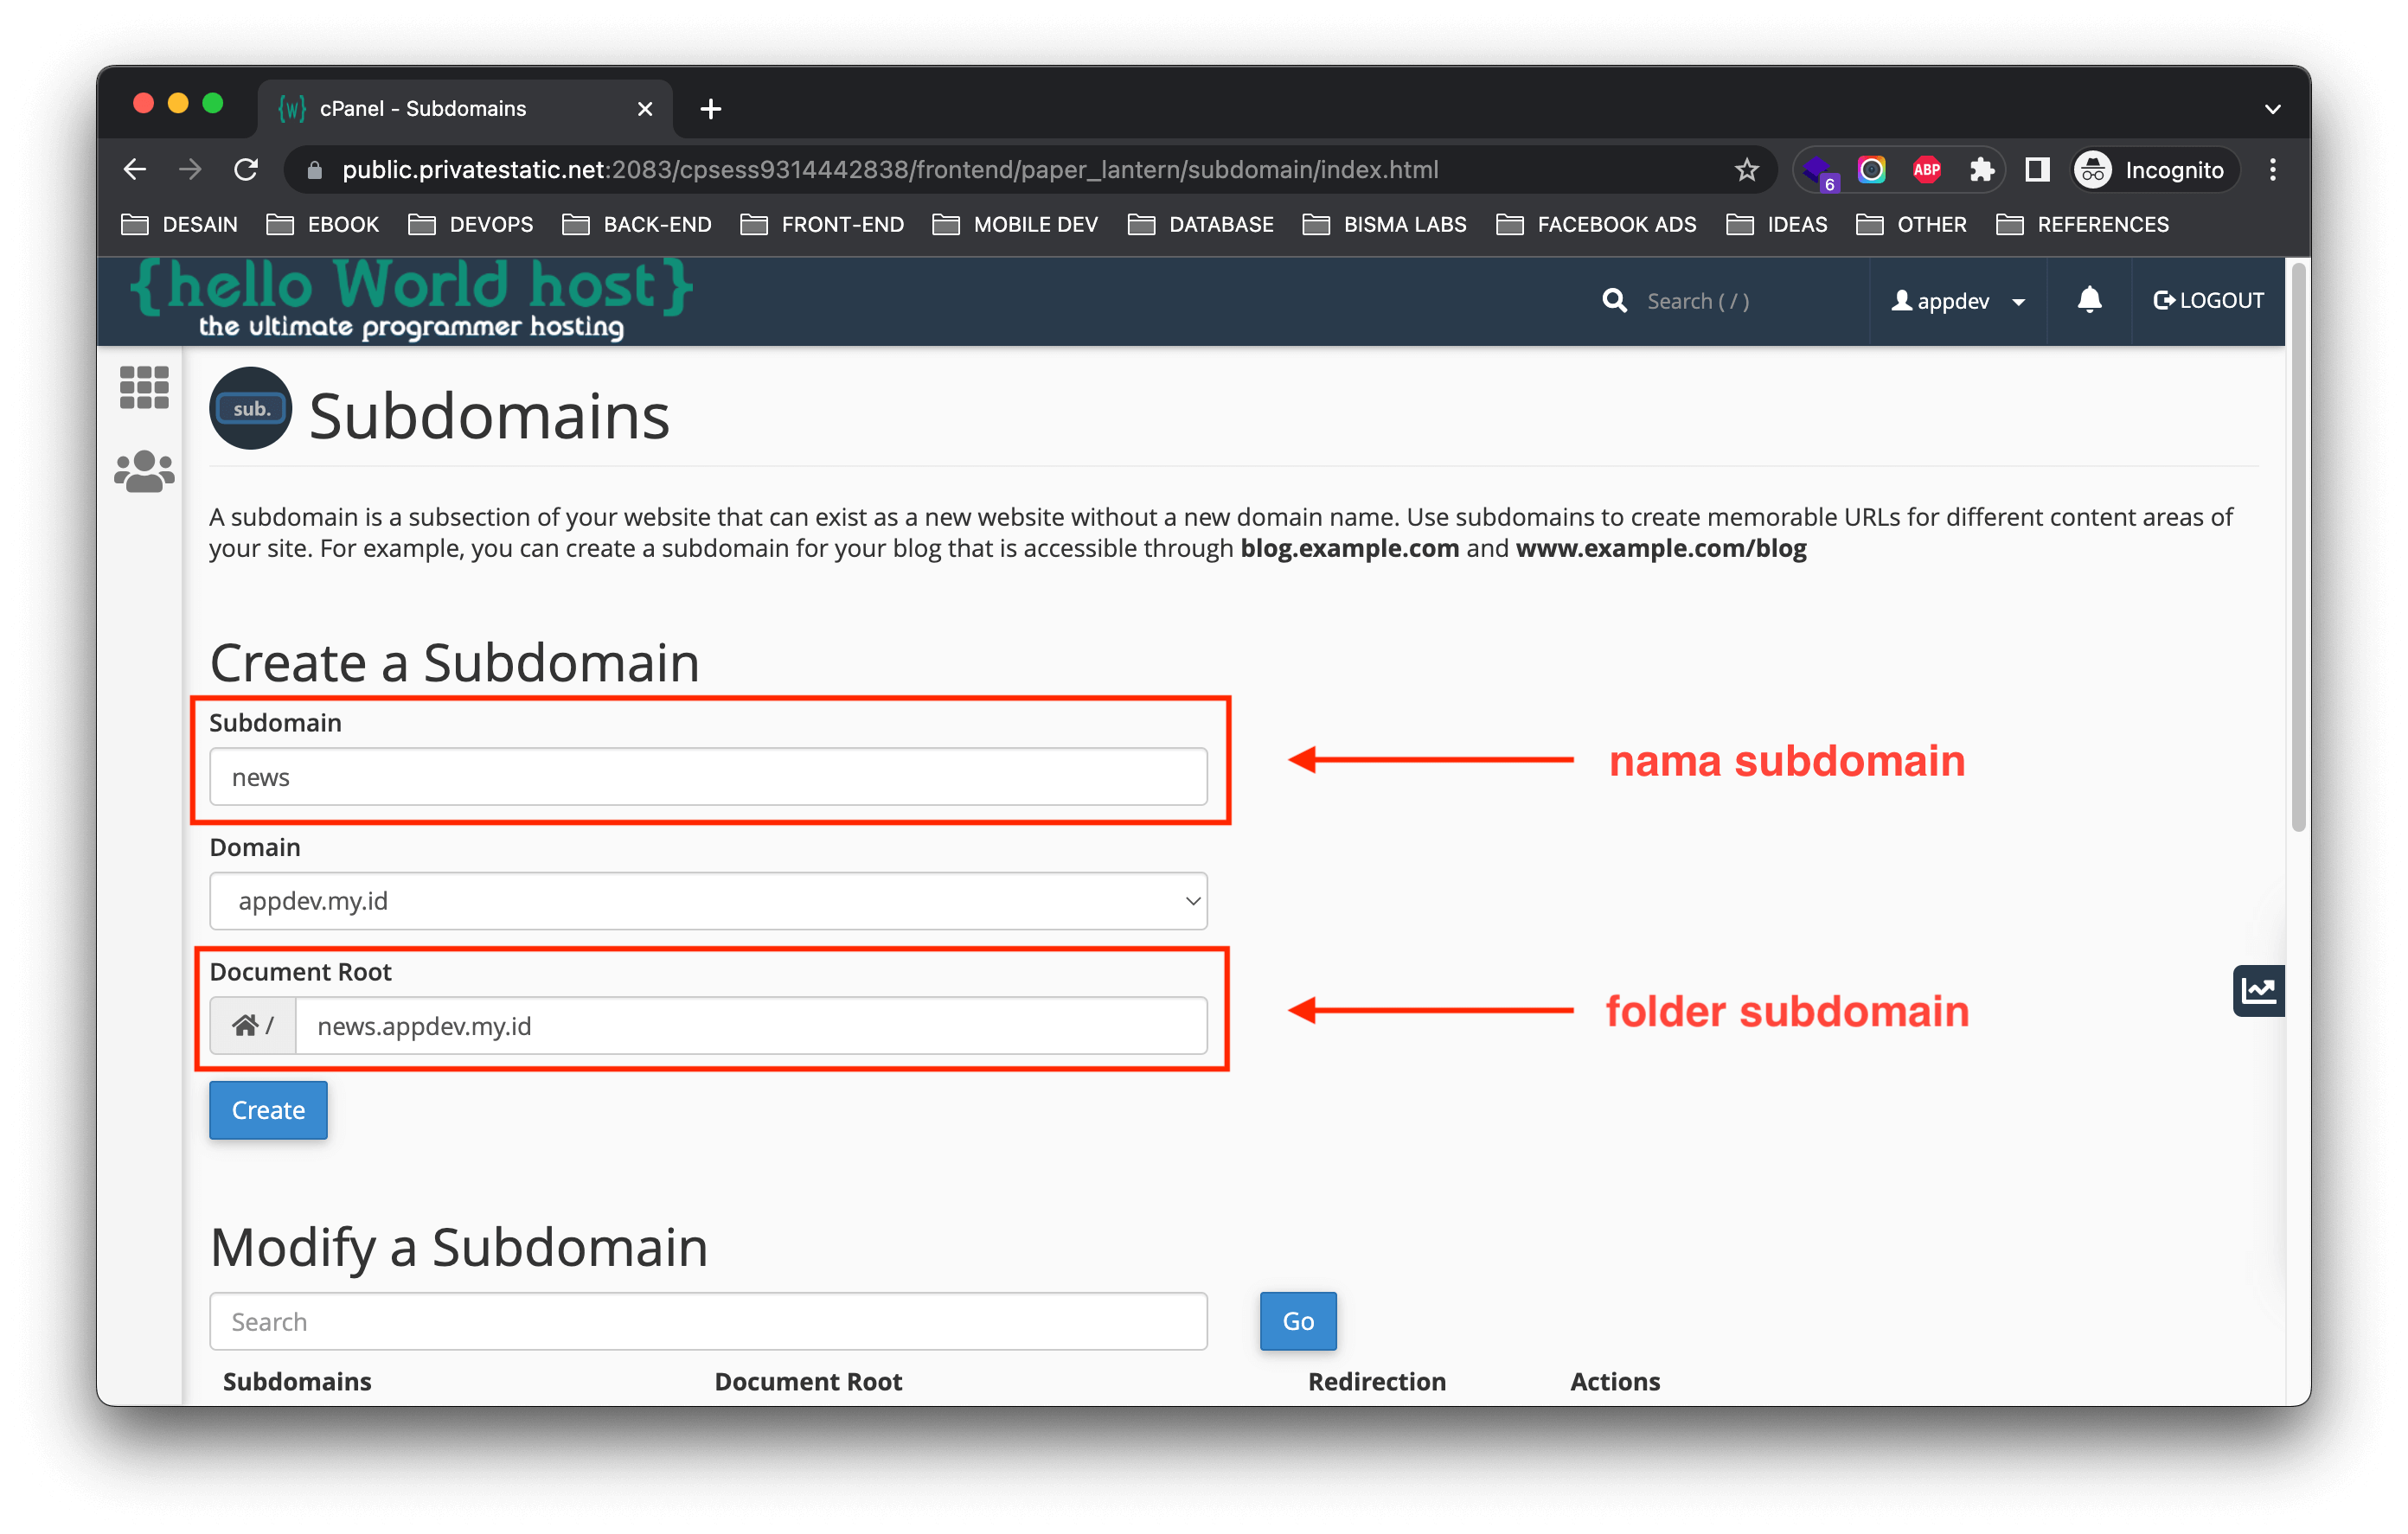 {w} cPanel - Subdomains
public.privatestatic.net:2083/cpsess9314442838/frontend/paper_lantern/subdomain/index.html
6
ABP
Incognito
DESAIN EBOOK DEVOPS BACK-END FRONT-END MOBILE DEV DATABASE BISMA LABS FACEBOOK ADS IDEAS OTHER REFERENCES
{hello World host}
the ultimate programmer hosting
Search ( / )
appdev
LOGOUT
sub.
Subdomains
A subdomain is a subsection of your website that can exist as a new website without a new domain name. Use subdomains to create memorable URLs for different content areas of
your site. For example, you can create a subdomain for your blog that is accessible through blog.example.com and www.example.com/blog
Create a Subdomain
Subdomain
news
nama subdomain
Domain
appdev.my.id
Document Root
/ news.appdev.my.id
folder subdomain
Create
Modify a Subdomain
Search
Go
Subdomains Document Root Redirection Actions